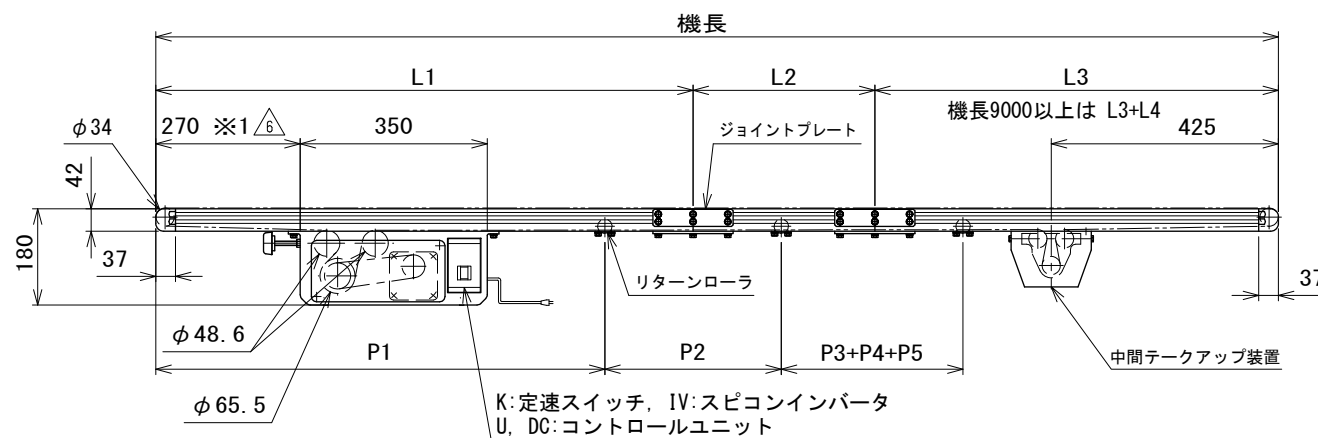 機長
L1
L2
L3
機長9000以上は L3+L4
φ34
270 ※1 6
350
ジョイントプレート
425
42
180
37
リターンローラ
37
φ48.6
P1
P2
P3+P4+P5
中間テークアップ装置
φ65.5
K:定速スイッチ, IV:スピコンインバータ
U, DC:コントロールユニット